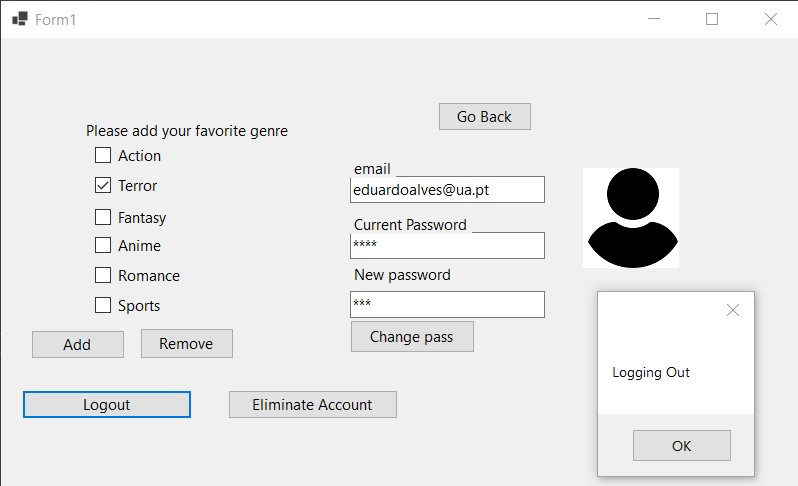 Form1
Go Back
Please add your favorite genre
Action
Terror
Fantasy
Anime
Romance
Sports
Add
Remove
email
eduardoalves@ua.pt
Current Password
****
New password
***
Change pass
Logout
Eliminate Account
Logging Out
OK